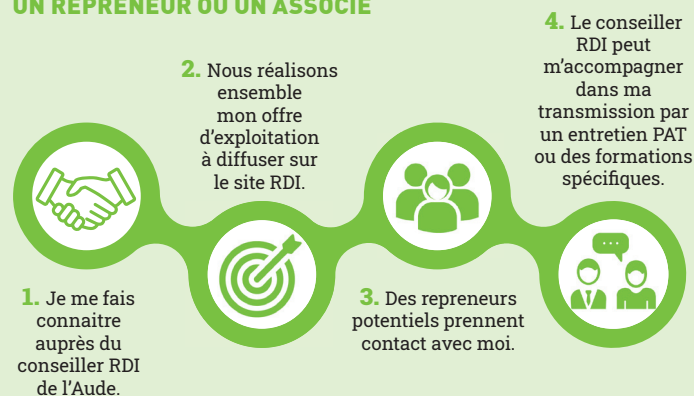 UN REPRENEUR OU UN ASSOCIÉ
1. Je me fais
connaitre
auprès du
conseiller RDI
de l'Aude.
2. Nous réalisons
ensemble
mon offre
d'exploitation
à diffuser sur
le site RDI.
3. Des repreneurs
potentiels prennent
contact avec moi.
4. Le conseiller
RDI peut
m'accompagner
dans ma
transmission par
un entretien PAT
ou des formations
spécifiques.